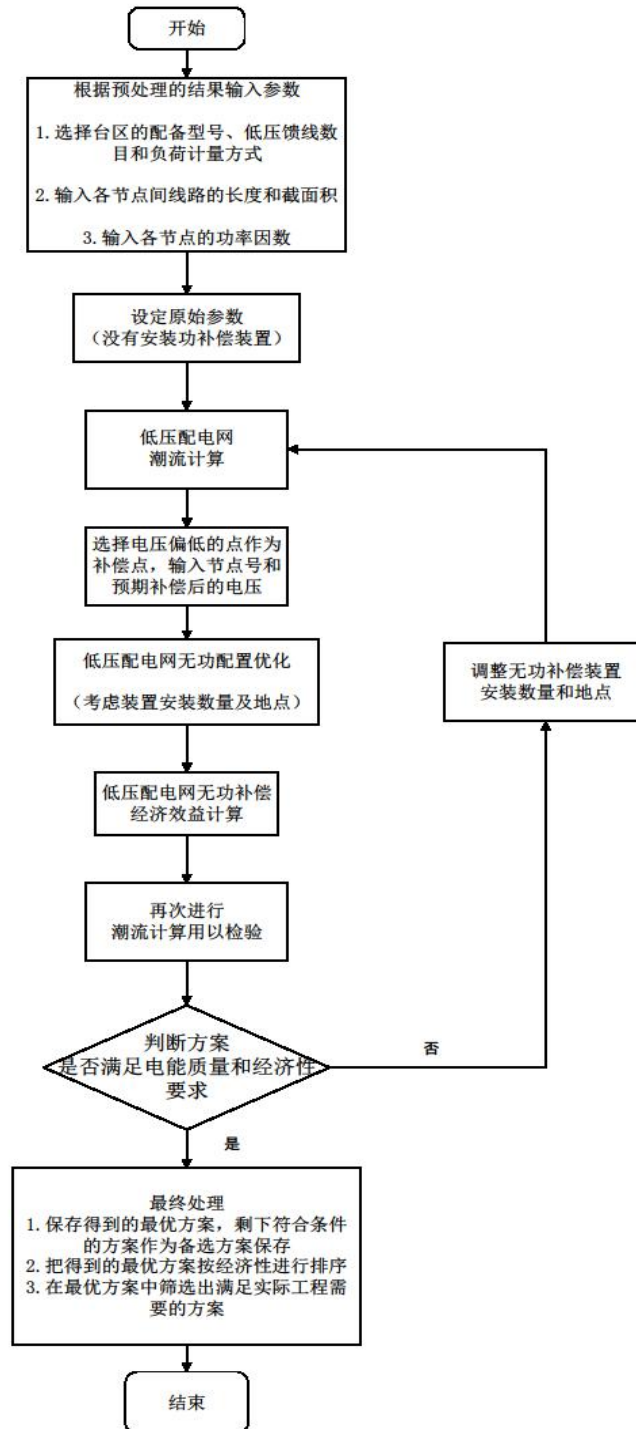 开始
根据预处理的结果输入参数
1.选择台区的配备型号、低压馈线数
目和负荷计量方式
2.输入各节点间线路的长度和截面积
3.输入各节点的功率因数
设定原始参数
（没有安装功补偿装置）
低压配电网
潮流计算
选择电压偏低的点作为
补偿点，输入节点号和
预期补偿后的电压
低压配电网无功配置优化
（考虑装置安装数量及地点）
调整无功补偿装置
安装数量和地点
低压配电网无功补偿
经济效益计算
再次进行
潮流计算用以检验
判断方案
是否满足电能质量和经济性
要求
否
是
最终处理
1.保存得到的最优方案，剩下符合条件
的方案作为备选方案保存
2.把得到的最优方案按经济性进行排序
3.在最优方案中筛选出满足实际工程需
要的方案
结束